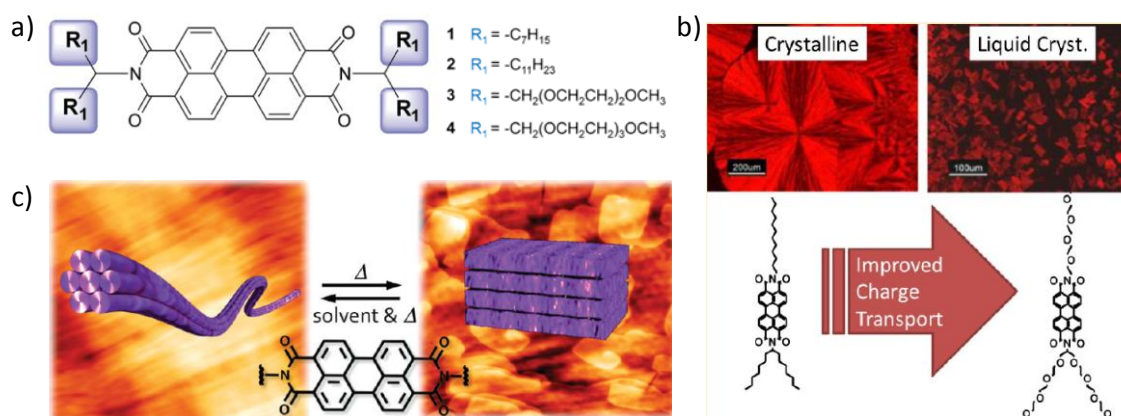 a)
R1 R1
R1 R1
O O
N N
O O
1 R1 = -C7H15
2 R1 = -C11H23
3 R1 = -CH2(OCH2CH2)2OCH3
4 R1 = -CH2(OCH2CH2)3OCH3
b)
Crystalline
Liquid Cryst.
200um
100um
Improved
Charge
Transport
O N O
O N O
O N O
O N O
c)
Δ
solvent & Δ
O O
N N
O O